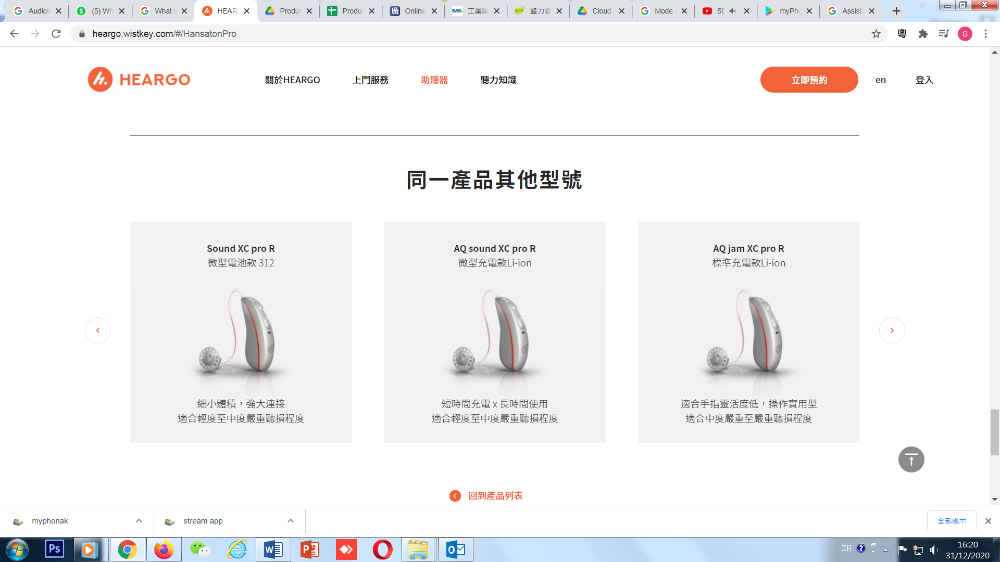 Audiolo
(5) Wh
What t
HEAR
Produc
Produc
Online
工業唱
峰力香
Cloud
Mode
50
myPho
Assista
heargo.wistkey.com/#/HansatonPro
粵
G
HEARGO
關於HEARGO
上門服務
助聽器
聽力知識
立即預約
en
登入
同一產品其他型號
Sound XC pro R
微型電池款 312
細小體積，強大連接
適合輕度至中度嚴重聽損程度
AQ sound XC pro R
微型充電款Li-ion
短時間充電 x 長時間使用
適合輕度至中度嚴重聽損程度
AQ jam XC pro R
標準充電款Li-ion
適合手指靈活度低，操作實用型
適合中度嚴重至嚴重聽損程度
回到產品列表
myphonak
stream app
全部顯示
Ps
ZH
16:20
31/12/2020